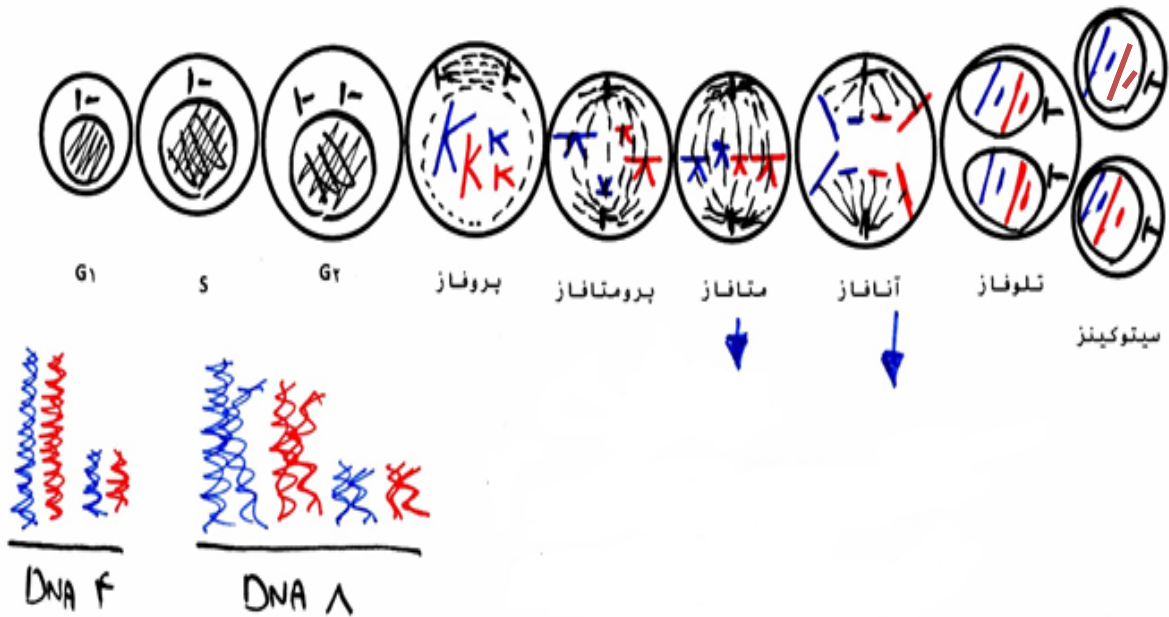 G۱
S
G۲
پروفاز
پرومتافاز
متافاز
آنافاز
تلوفاز
سیتوکینز
DNA ۴
DNA ۸